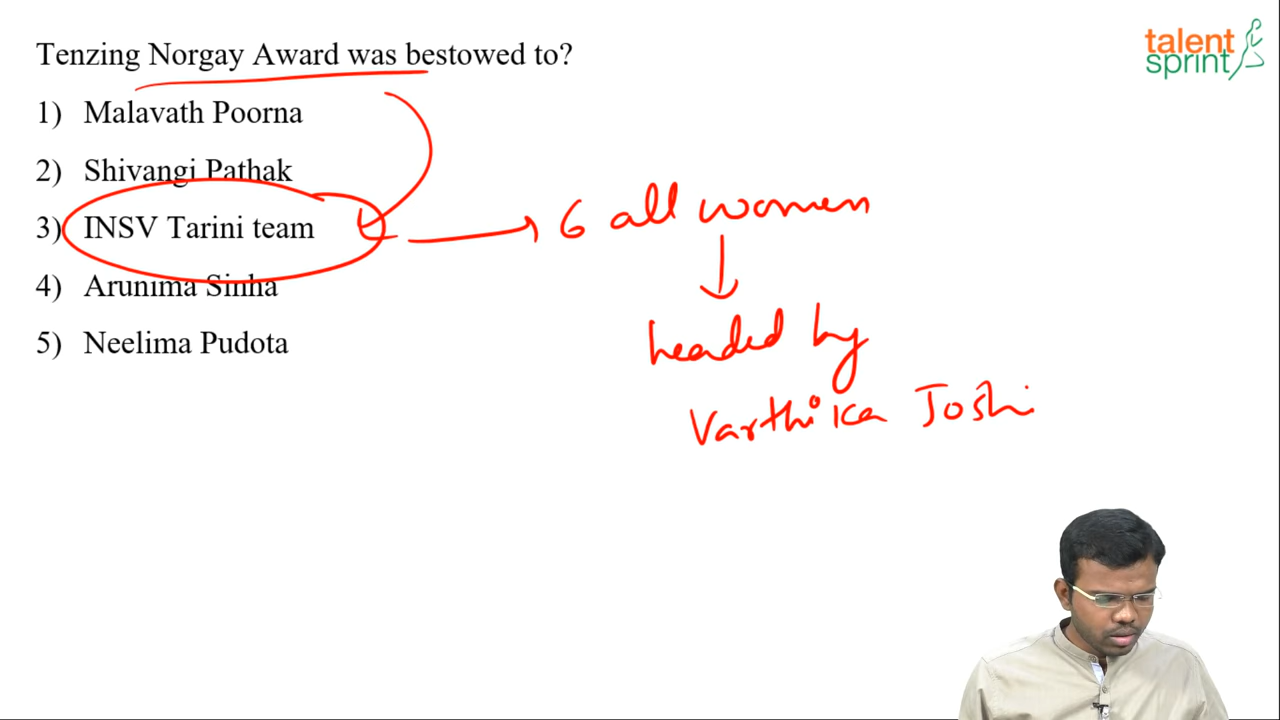 Tenzing Norgay Award was bestowed to?
talent
sprint
1) Malavath Poorna
2) Shivangi Pathak
3) INSV Tarini team
6 all women
4) Arunima Sinha
headed by
5) Neelima Pudota
Varthika Joshi